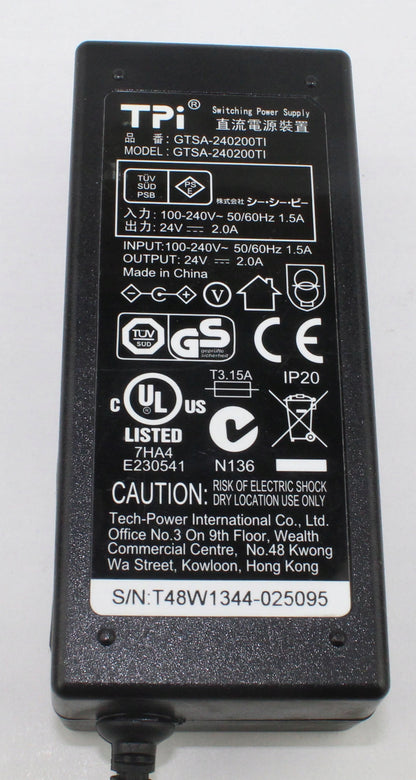 TPi® Switching Power Supply
直流電源装置
品 番: GTSA-240200TI
MODEL: GTSA-240200TI
TÜV
SÜD
PSB
PS
E
株式会社 シー・シー・ピー
入力: 100-240V~ 50/60Hz 1.5A
出力: 24V ⎓ 2.0A
INPUT:100-240V~ 50/60Hz 1.5A
OUTPUT: 24V ⎓ 2.0A
Made in China
V
TÜV
SÜD
GS
geprüfte
Sicherheit
CE
T3.15A
IP20
c UL ® US
LISTED
7HA4
E230541
N136
CAUTION: RISK OF ELECTRIC SHOCK
DRY LOCATION USE ONLY
Tech-Power International Co., Ltd.
Office No.3 On 9th Floor, Wealth
Commercial Centre, No.48 Kwong
Wa Street, Kowloon, Hong Kong
S/N:T48W1344-025095